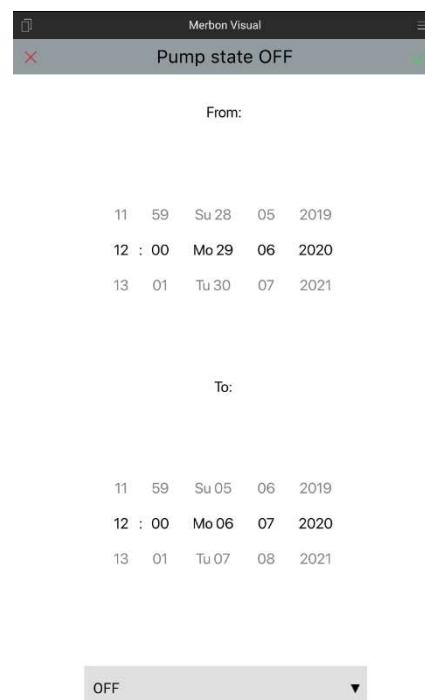 Merbon Visual
Pump state OFF
From:
11 59 Su 28 05 2019
12 : 00 Mo 29 06 2020
13 01 Tu 30 07 2021
To:
11 59 Su 05 06 2019
12 : 00 Mo 06 07 2020
13 01 Tu 07 08 2021
OFF